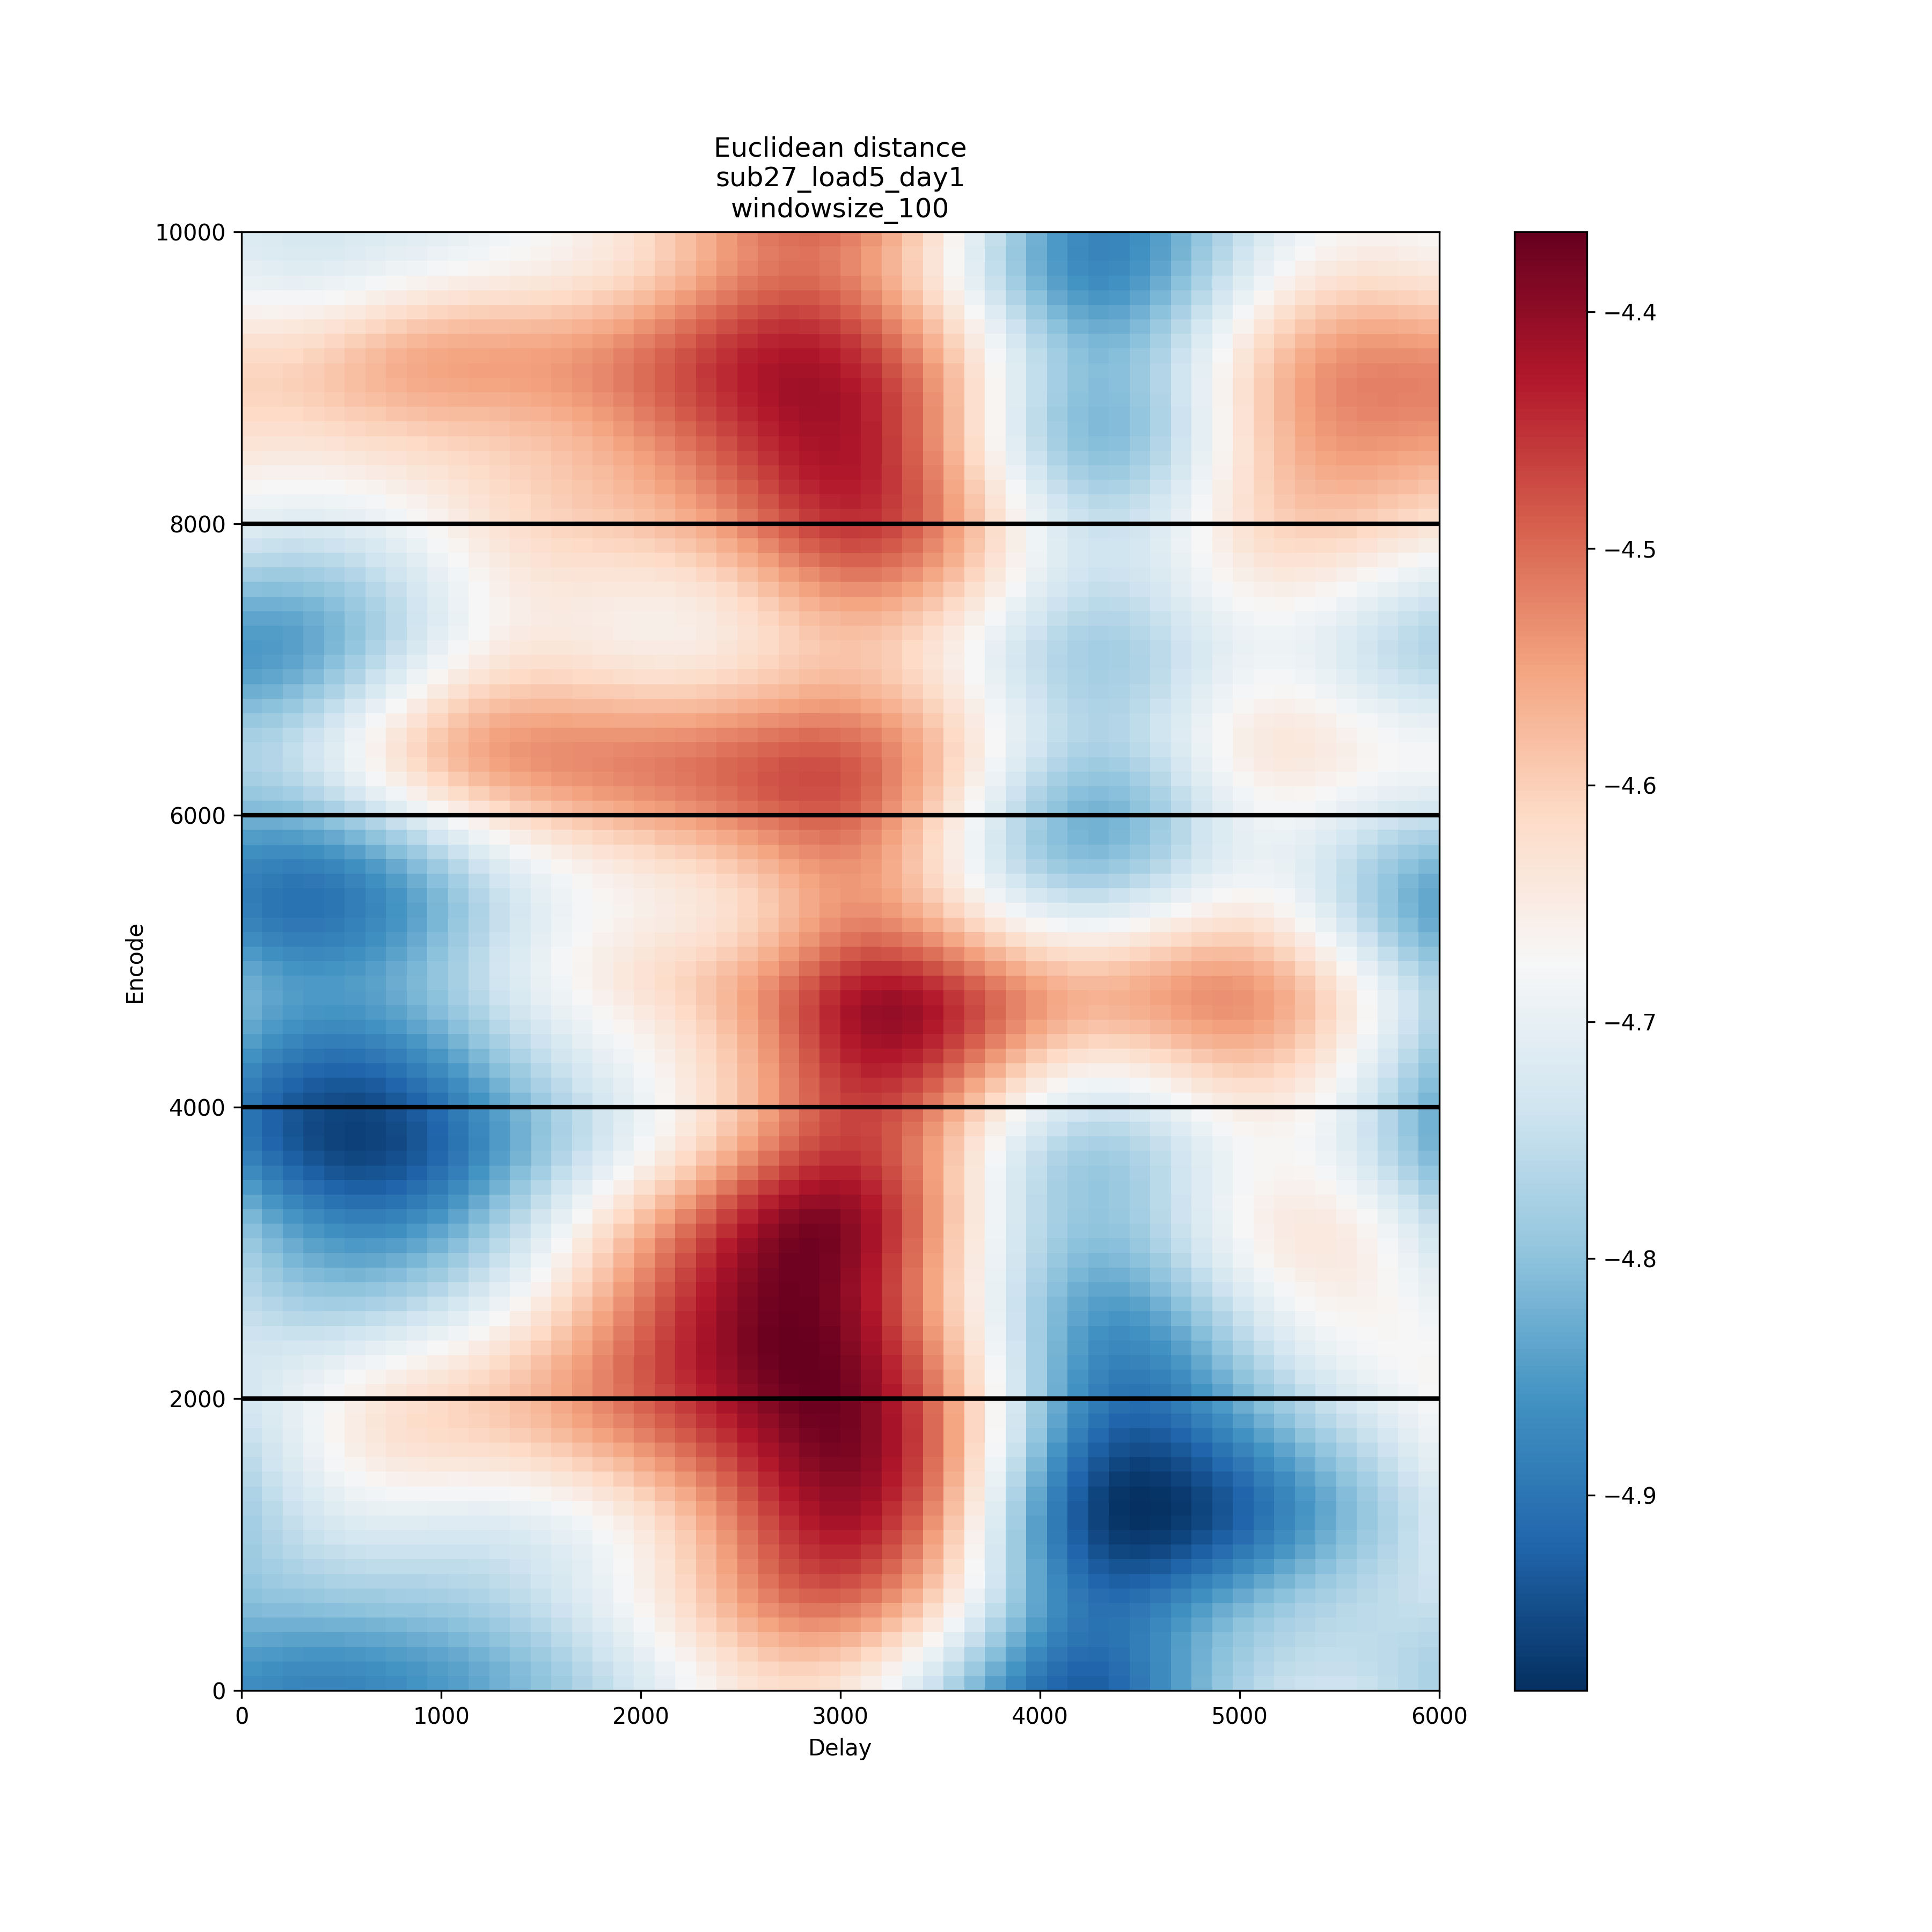 Euclidean distance
sub27_load5_day1
windowsize_100
10000
8000
6000
4000
2000
0
Encode
0 1000 2000 3000 4000 5000 6000
Delay
−4.4
−4.5
−4.6
−4.7
−4.8
−4.9